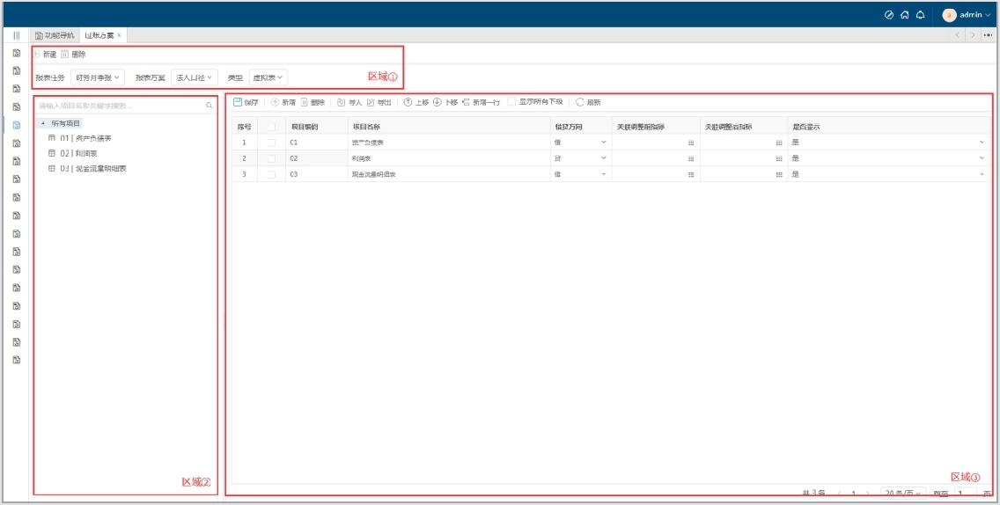 admin
功能导航 过账方案 ×
新建 删除
报表任务 财务月季报 报表方案 法人口径 类型 虚拟表 区域①
请输入项目名称关键字搜索...
所有项目
01 | 资产负债表
02 | 利润表
03 | 现金流量明细表
区域②
保存 新增 删除 导入 导出 上移 下移 新增一行 显示所有下级 刷新
序号 项目编码 项目名称 借贷方向 关联调整前指标 关联调整后指标 是否显示
1 01 资产负债表 借 是
2 02 利润表 贷 是
3 03 现金流量明细表 借 是
区域③
共 3 条 < 1 > 20 条/页 跳至 1 页